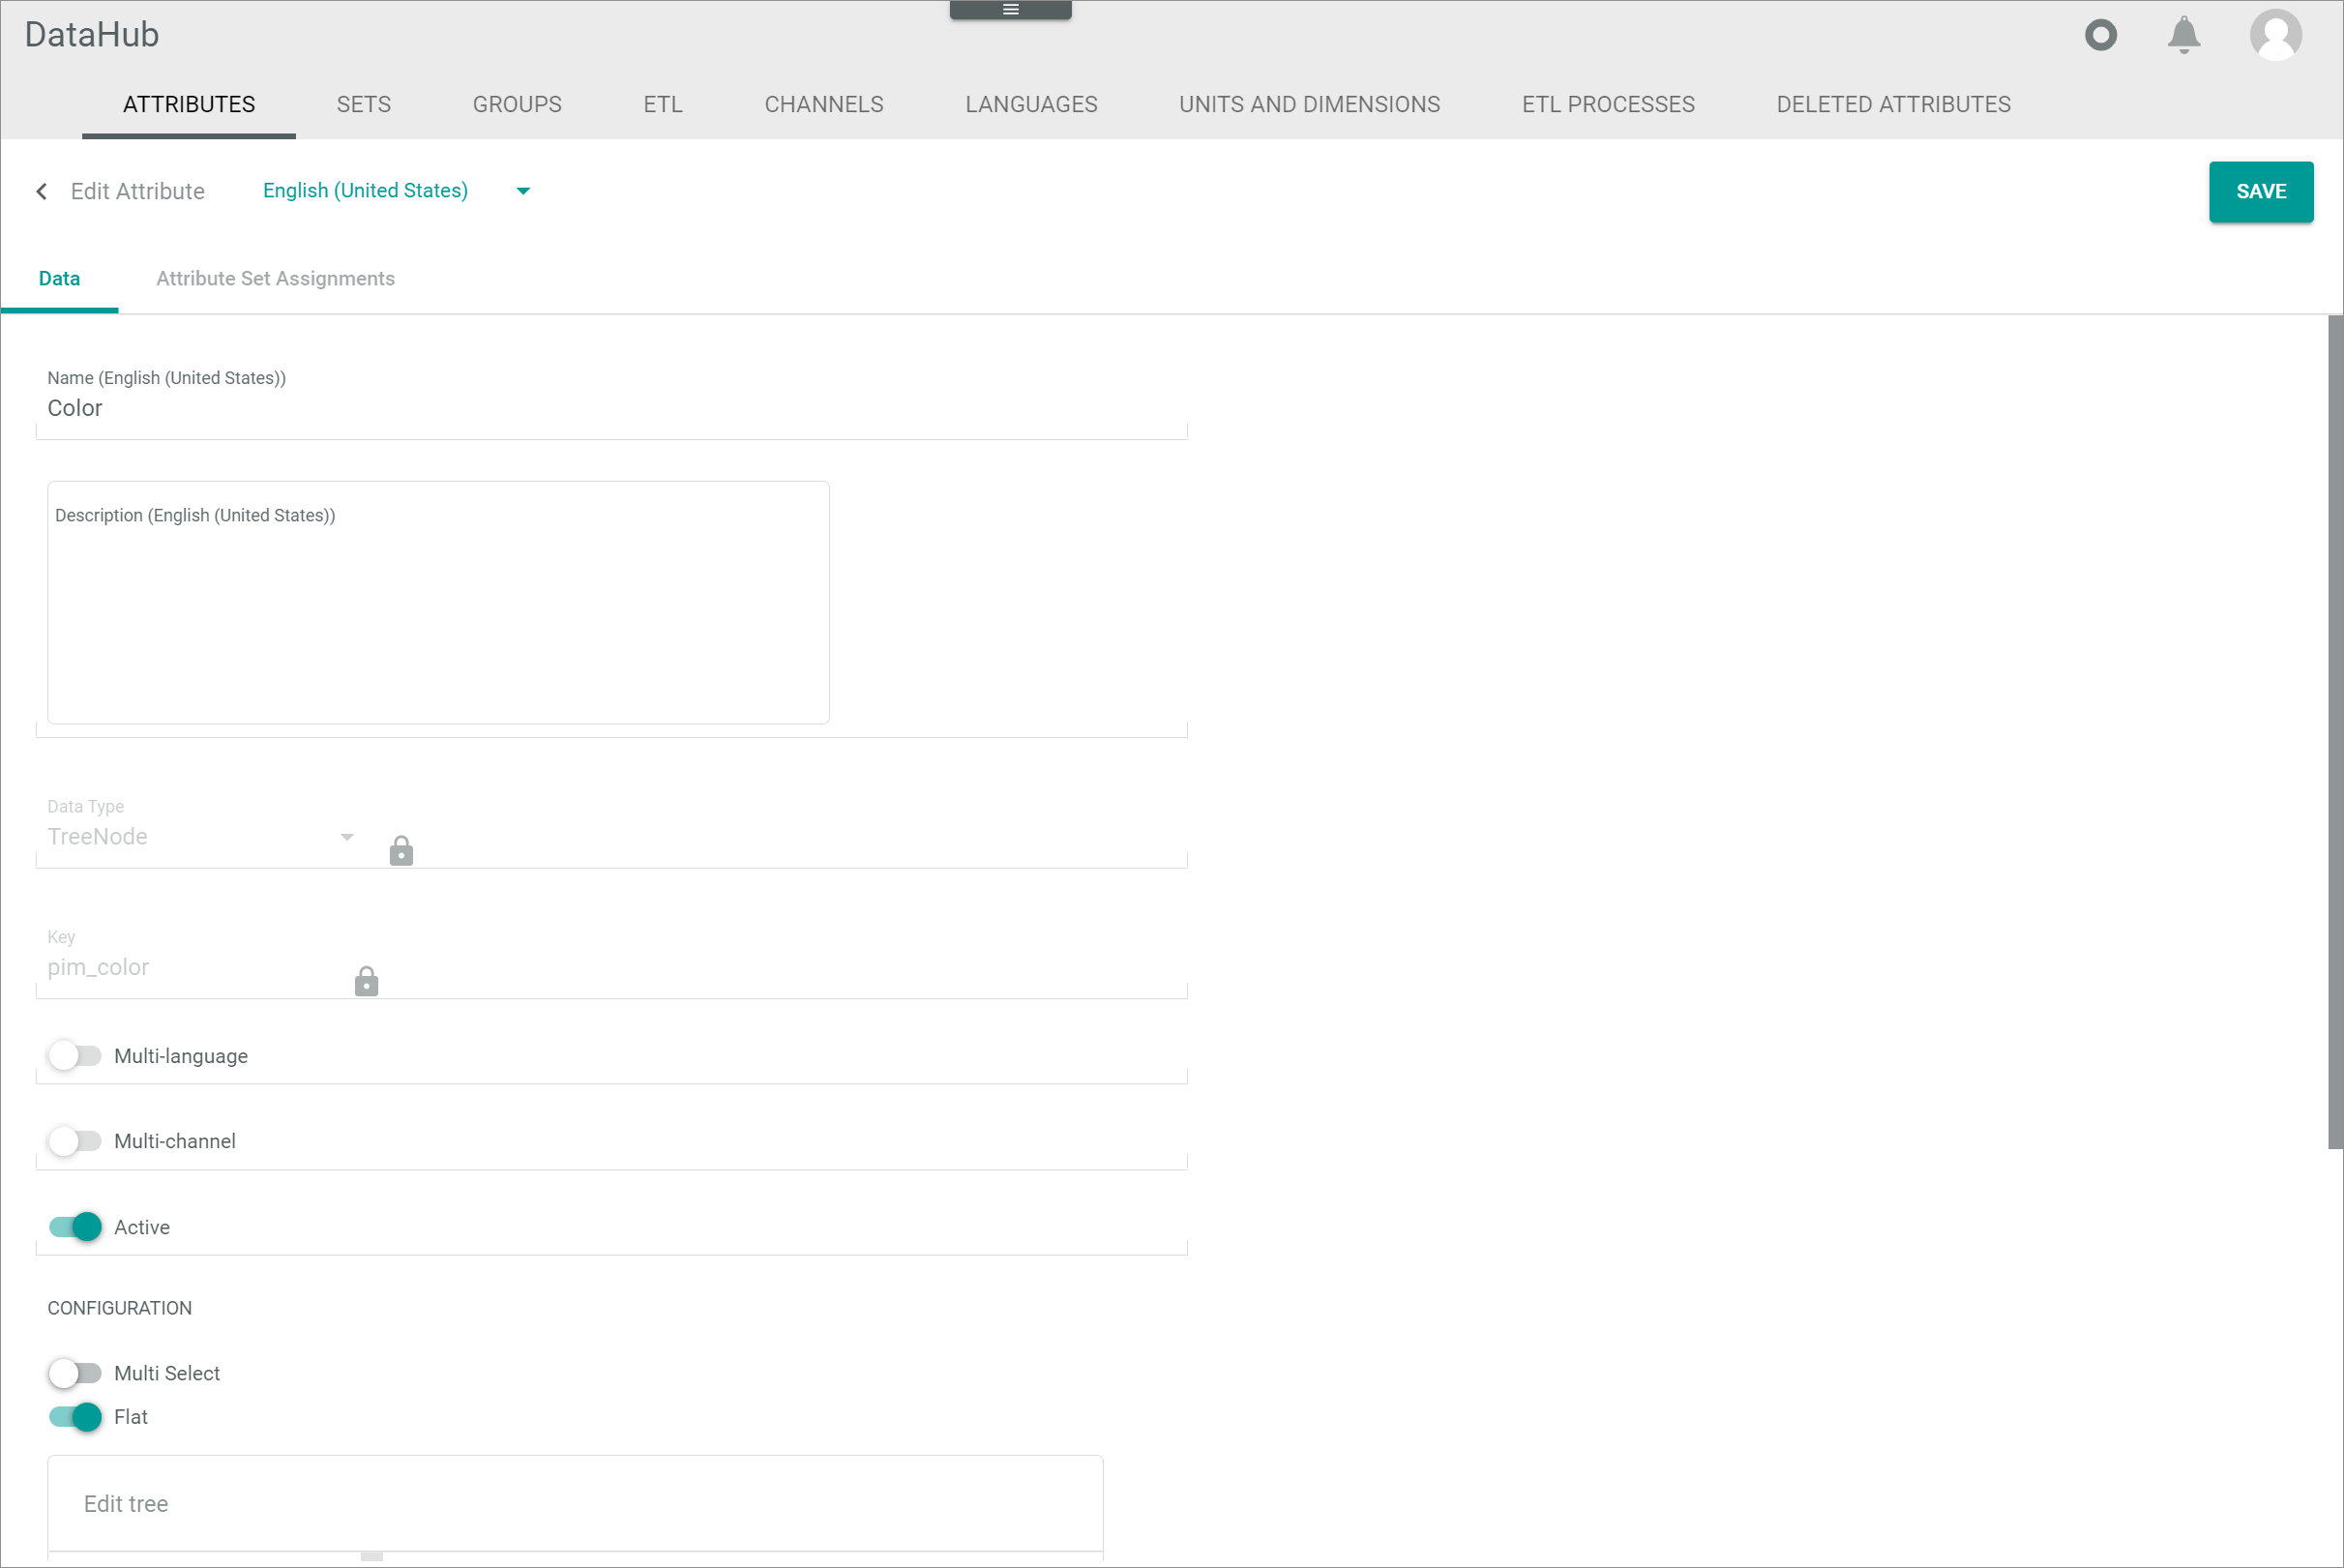 DataHub
ATTRIBUTES SETS GROUPS ETL CHANNELS LANGUAGES UNITS AND DIMENSIONS ETL PROCESSES DELETED ATTRIBUTES
Edit Attribute English (United States) SAVE
Data Attribute Set Assignments
Name (English (United States))
Color
Description (English (United States))
Data Type
TreeNode
Key
pim_color
Multi-language
Multi-channel
Active
CONFIGURATION
Multi Select
Flat
Edit tree